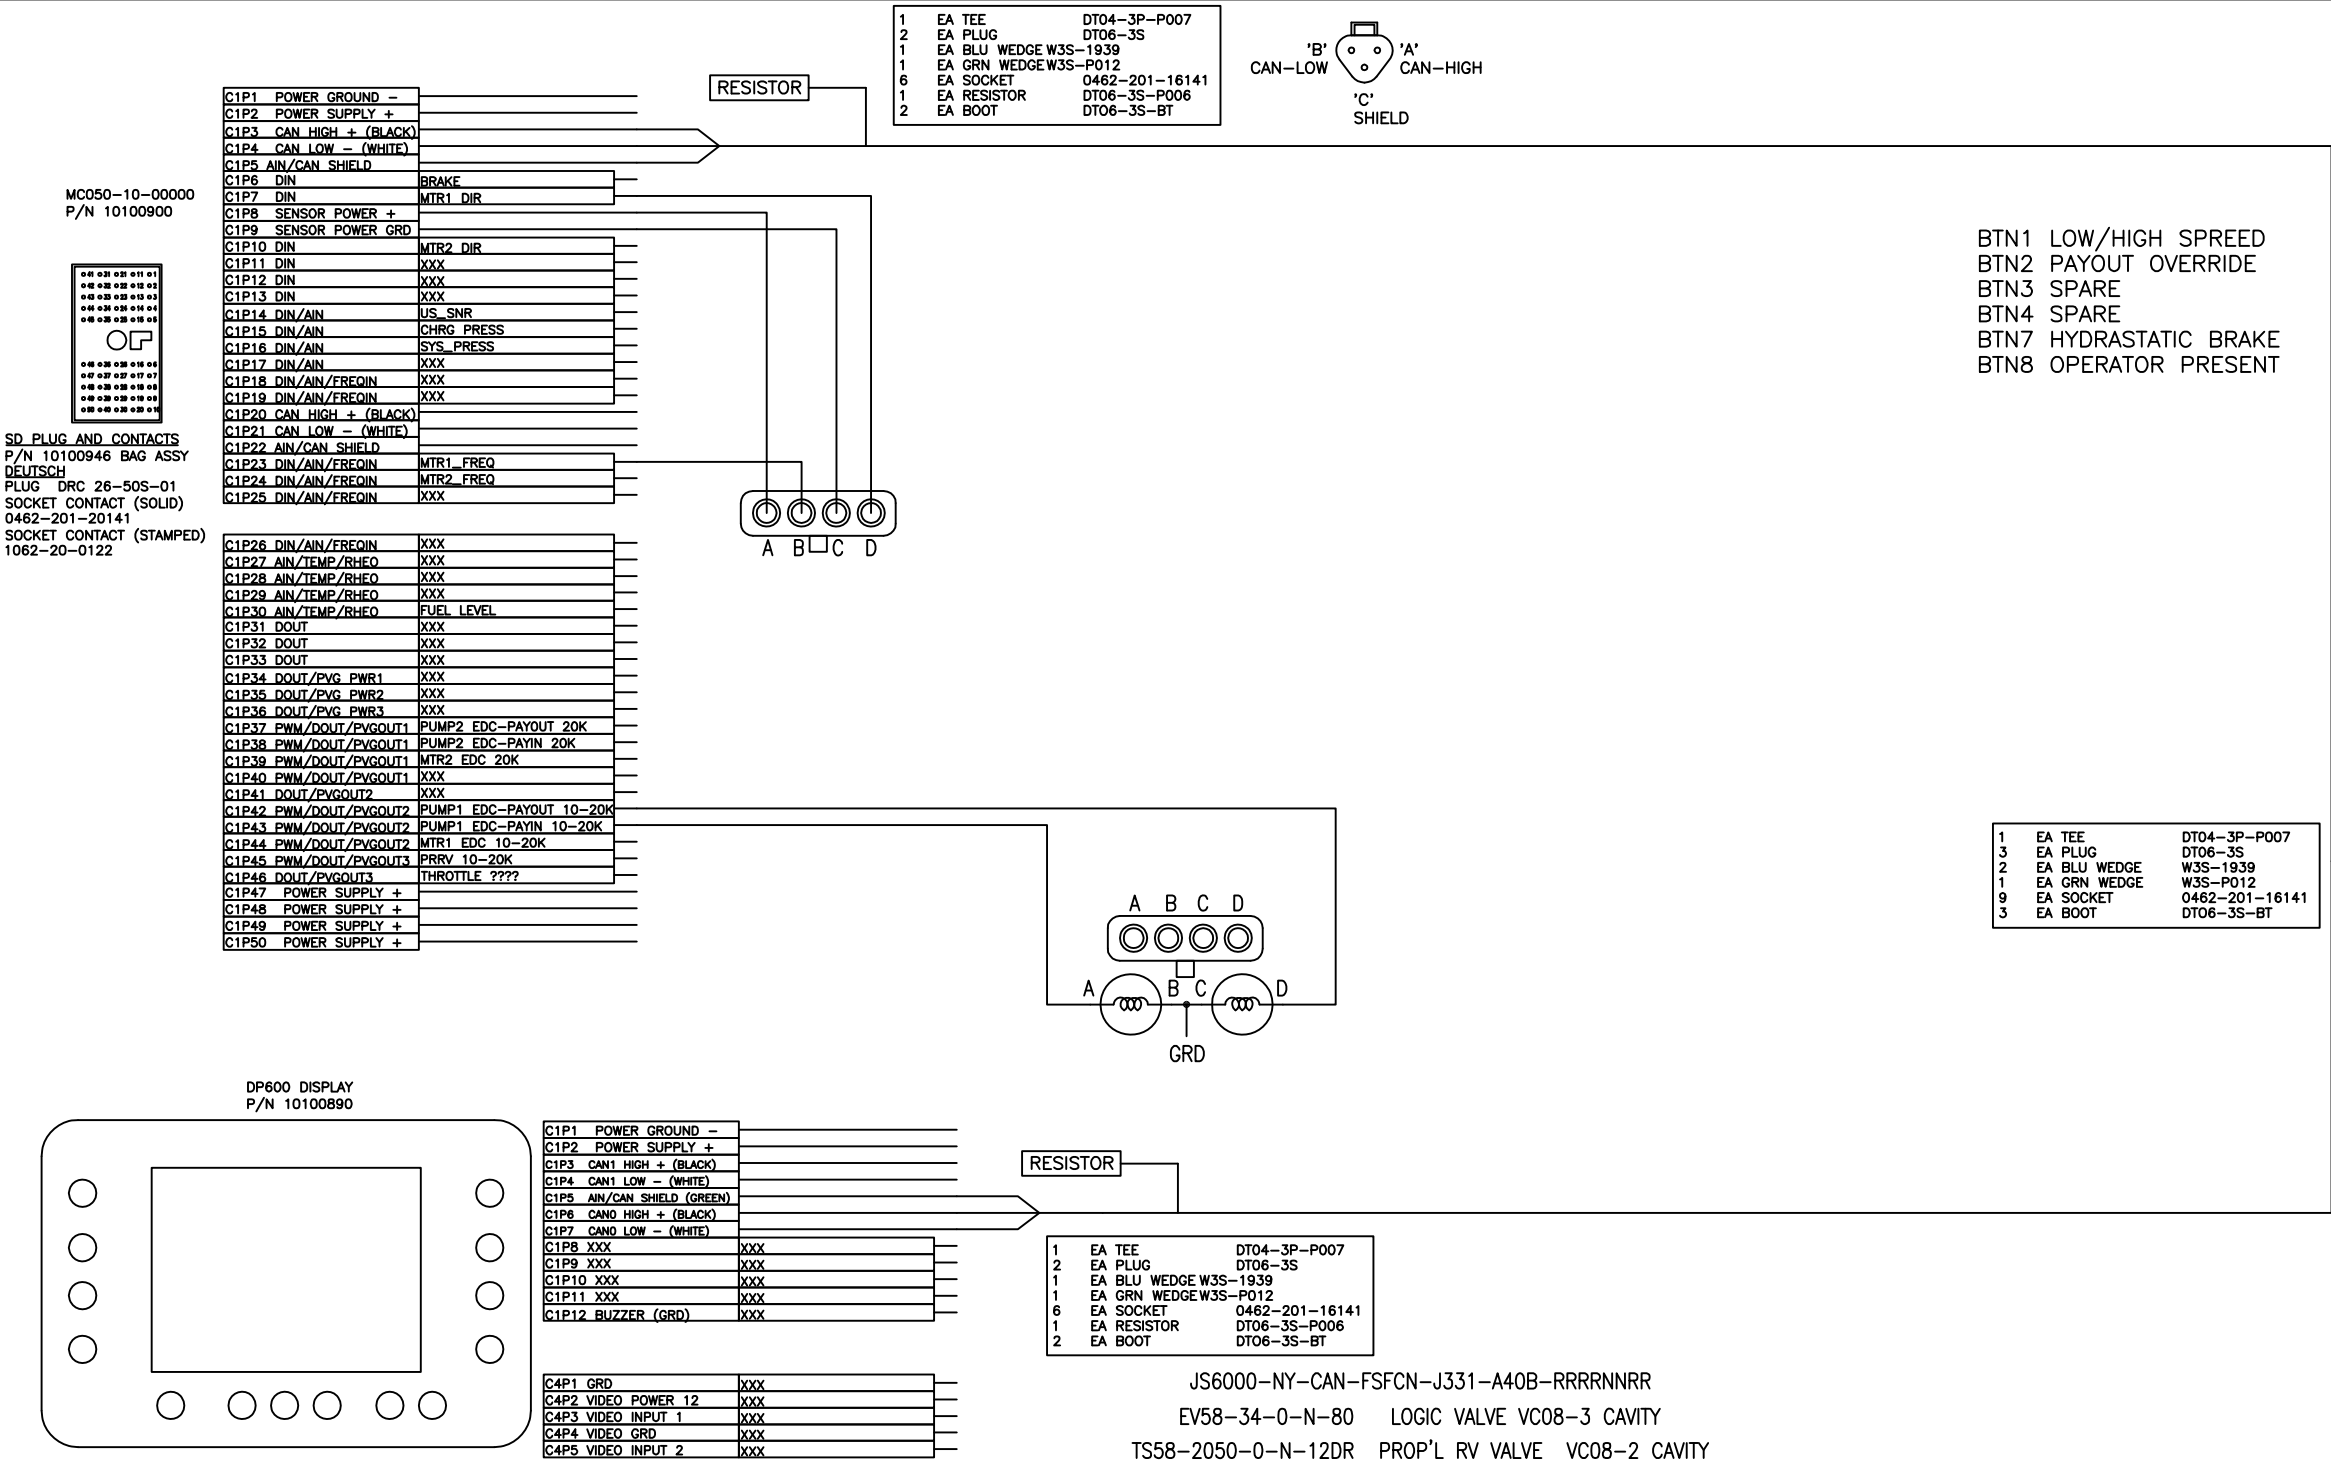 1 EA TEE DT04-3P-P007
2 EA PLUG DT06-3S
1 EA BLU WEDGE W3S-1939
1 EA GRN WEDGE W3S-P012
6 EA SOCKET 0462-201-16141
1 EA RESISTOR DT06-3S-P006
2 EA BOOT DT06-3S-BT
'B' 'A'
CAN-LOW CAN-HIGH
'C'
SHIELD
RESISTOR
MC050-10-00000
P/N 10100900
SD PLUG AND CONTACTS
P/N 10100946 BAG ASSY
DEUTSCH
PLUG DRC 26-50S-01
SOCKET CONTACT (SOLID)
0462-201-20141
SOCKET CONTACT (STAMPED)
1062-20-0122
C1P1 POWER GROUND -
C1P2 POWER SUPPLY +
C1P3 CAN HIGH + (BLACK)
C1P4 CAN LOW - (WHITE)
C1P5 AIN/CAN SHIELD
C1P6 DIN BRAKE
C1P7 DIN MTR1 DIR
C1P8 SENSOR POWER +
C1P9 SENSOR POWER GRD
C1P10 DIN MTR2 DIR
C1P11 DIN XXX
C1P12 DIN XXX
C1P13 DIN XXX
C1P14 DIN/AIN US_SNR
C1P15 DIN/AIN CHRG PRESS
C1P16 DIN/AIN SYS_PRESS
C1P17 DIN/AIN XXX
C1P18 DIN/AIN/FREQIN XXX
C1P19 DIN/AIN/FREQIN XXX
C1P20 CAN HIGH + (BLACK)
C1P21 CAN LOW - (WHITE)
C1P22 AIN/CAN SHIELD
C1P23 DIN/AIN/FREQIN MTR1_FREQ
C1P24 DIN/AIN/FREQIN MTR2_FREQ
C1P25 DIN/AIN/FREQIN XXX
A B C D
C1P26 DIN/AIN/FREQIN XXX
C1P27 AIN/TEMP/RHEO XXX
C1P28 AIN/TEMP/RHEO XXX
C1P29 AIN/TEMP/RHEO XXX
C1P30 AIN/TEMP/RHEO FUEL LEVEL
C1P31 DOUT XXX
C1P32 DOUT XXX
C1P33 DOUT XXX
C1P34 DOUT/PVG PWR1 XXX
C1P35 DOUT/PVG PWR2 XXX
C1P36 DOUT/PVG PWR3 XXX
C1P37 PWM/DOUT/PVGOUT1 PUMP2 EDC-PAYOUT 20K
C1P38 PWM/DOUT/PVGOUT1 PUMP2 EDC-PAYIN 20K
C1P39 PWM/DOUT/PVGOUT1 MTR2 EDC 20K
C1P40 PWM/DOUT/PVGOUT1 XXX
C1P41 DOUT/PVGOUT2 XXX
C1P42 PWM/DOUT/PVGOUT2 PUMP1 EDC-PAYOUT 10-20K
C1P43 PWM/DOUT/PVGOUT2 PUMP1 EDC-PAYIN 10-20K
C1P44 PWM/DOUT/PVGOUT2 MTR1 EDC 10-20K
C1P45 PWM/DOUT/PVGOUT3 PRRV 10-20K
C1P46 DOUT/PVGOUT3 THROTTLE ????
C1P47 POWER SUPPLY +
C1P48 POWER SUPPLY +
C1P49 POWER SUPPLY +
C1P50 POWER SUPPLY +
BTN1 LOW/HIGH SPREED
BTN2 PAYOUT OVERRIDE
BTN3 SPARE
BTN4 SPARE
BTN7 HYDRASTATIC BRAKE
BTN8 OPERATOR PRESENT
A B C D
A B C D
GRD
1 EA TEE DT04-3P-P007
3 EA PLUG DT06-3S
2 EA BLU WEDGE W3S-1939
1 EA GRN WEDGE W3S-P012
9 EA SOCKET 0462-201-16141
3 EA BOOT DT06-3S-BT
DP600 DISPLAY
P/N 10100890
C1P1 POWER GROUND -
C1P2 POWER SUPPLY +
C1P3 CAN1 HIGH + (BLACK)
C1P4 CAN1 LOW - (WHITE)
C1P5 AIN/CAN SHIELD (GREEN)
C1P6 CAN0 HIGH + (BLACK)
C1P7 CAN0 LOW - (WHITE)
C1P8 XXX XXX
C1P9 XXX XXX
C1P10 XXX XXX
C1P11 XXX XXX
C1P12 BUZZER (GRD) XXX
C4P1 GRD XXX
C4P2 VIDEO POWER 12 XXX
C4P3 VIDEO INPUT 1 XXX
C4P4 VIDEO GRD XXX
C4P5 VIDEO INPUT 2 XXX
RESISTOR
1 EA TEE DT04-3P-P007
2 EA PLUG DT06-3S
1 EA BLU WEDGE W3S-1939
1 EA GRN WEDGE W3S-P012
6 EA SOCKET 0462-201-16141
1 EA RESISTOR DT06-3S-P006
2 EA BOOT DT06-3S-BT
JS6000-NY-CAN-FSFCN-J331-A40B-RRRRNNRR
EV58-34-0-N-80 LOGIC VALVE VC08-3 CAVITY
TS58-2050-0-N-12DR PROP'L RV VALVE VC08-2 CAVITY